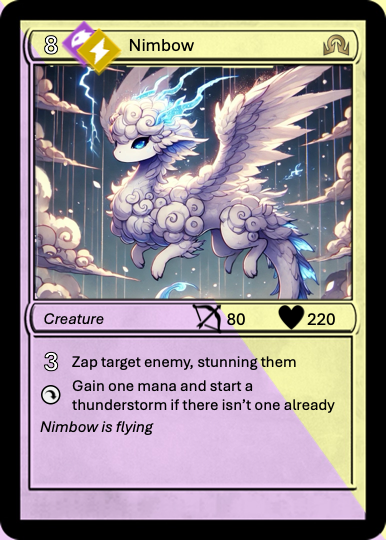 8 Nimbow
Creature 80 220
3 Zap target enemy, stunning them
Gain one mana and start a
thunderstorm if there isn't one already
Nimbow is flying